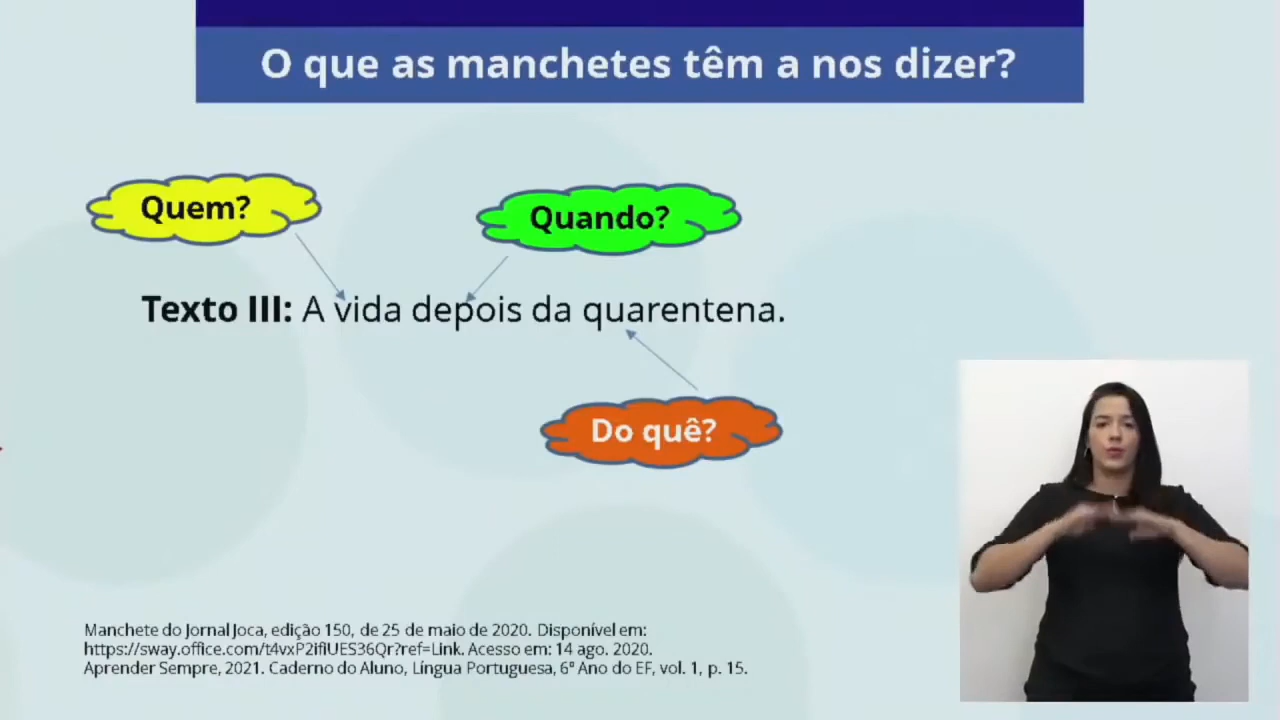 O que as manchetes têm a nos dizer?
Quem?
Quando?
Texto III: A vida depois da quarentena.
Do quê?
Manchete do Jornal Joca, edição 150, de 25 de maio de 2020. Disponível em:
https://sway.office.com/t4vxP2ifiUES36Qr?ref=Link. Acesso em: 14 ago. 2020.
Aprender Sempre, 2021. Caderno do Aluno, Língua Portuguesa, 6º Ano do EF, vol. 1, p. 15.